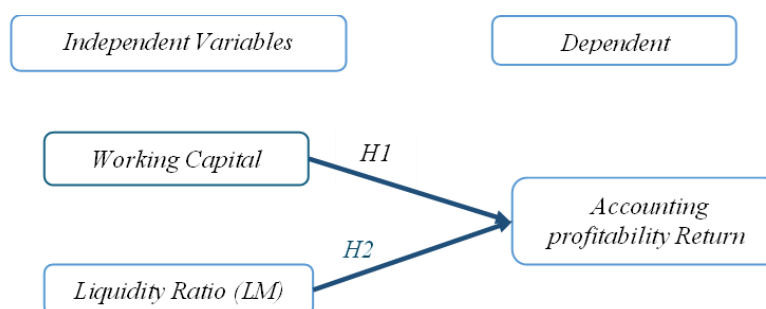 Independent Variables
Dependent
Working Capital
H1
Accounting
profitability Return
H2
Liquidity Ratio (LM)